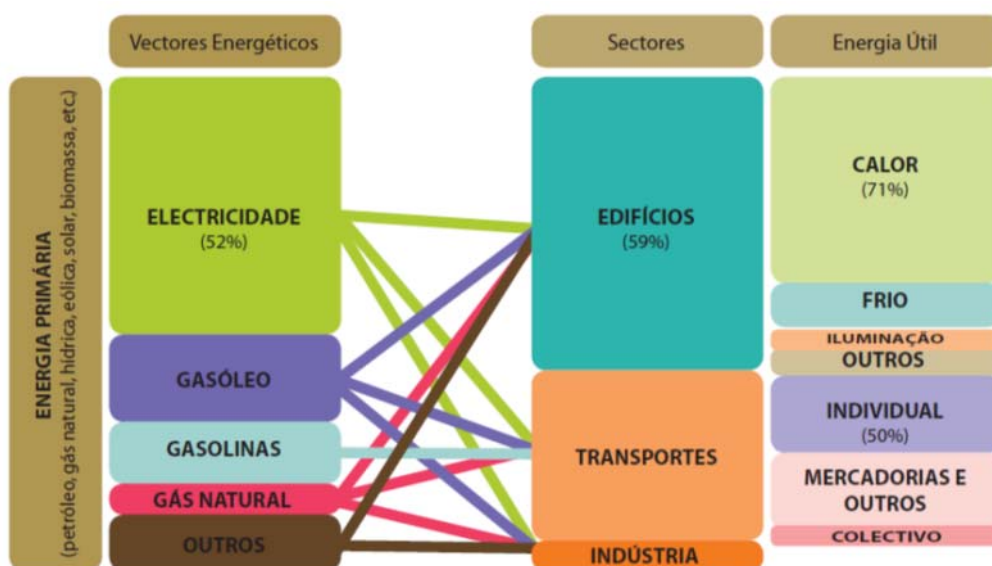 Vectores Energéticos
Sectores
Energia Útil
ENERGIA PRIMÁRIA
(petróleo, gás natural, hídrica, eólica, solar, biomassa, etc.)
ELECTRICIDADE
(52%)
GASÓLEO
GASOLINAS
GÁS NATURAL
OUTROS
EDIFÍCIOS
(59%)
TRANSPORTES
INDÚSTRIA
CALOR
(71%)
FRIO
ILUMINAÇÃO
OUTROS
INDIVIDUAL
(50%)
MERCADORIAS E
OUTROS
COLECTIVO